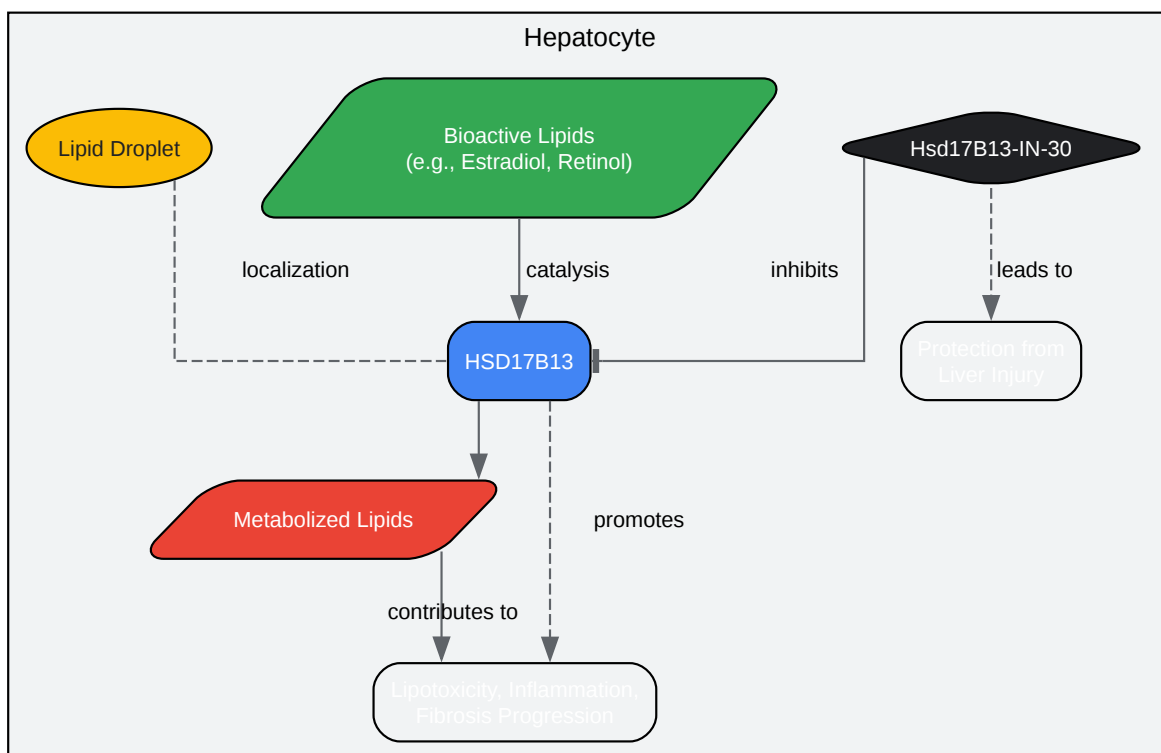 Hepatocyte
Lipid Droplet
Bioactive Lipids
(e.g., Estradiol, Retinol)
Hsd17B13-IN-30
localization
catalysis
inhibits
leads to
HSD17B13
Protection from
Liver Injury
Metabolized Lipids
promotes
contributes to
Lipotoxicity, Inflammation,
Fibrosis Progression